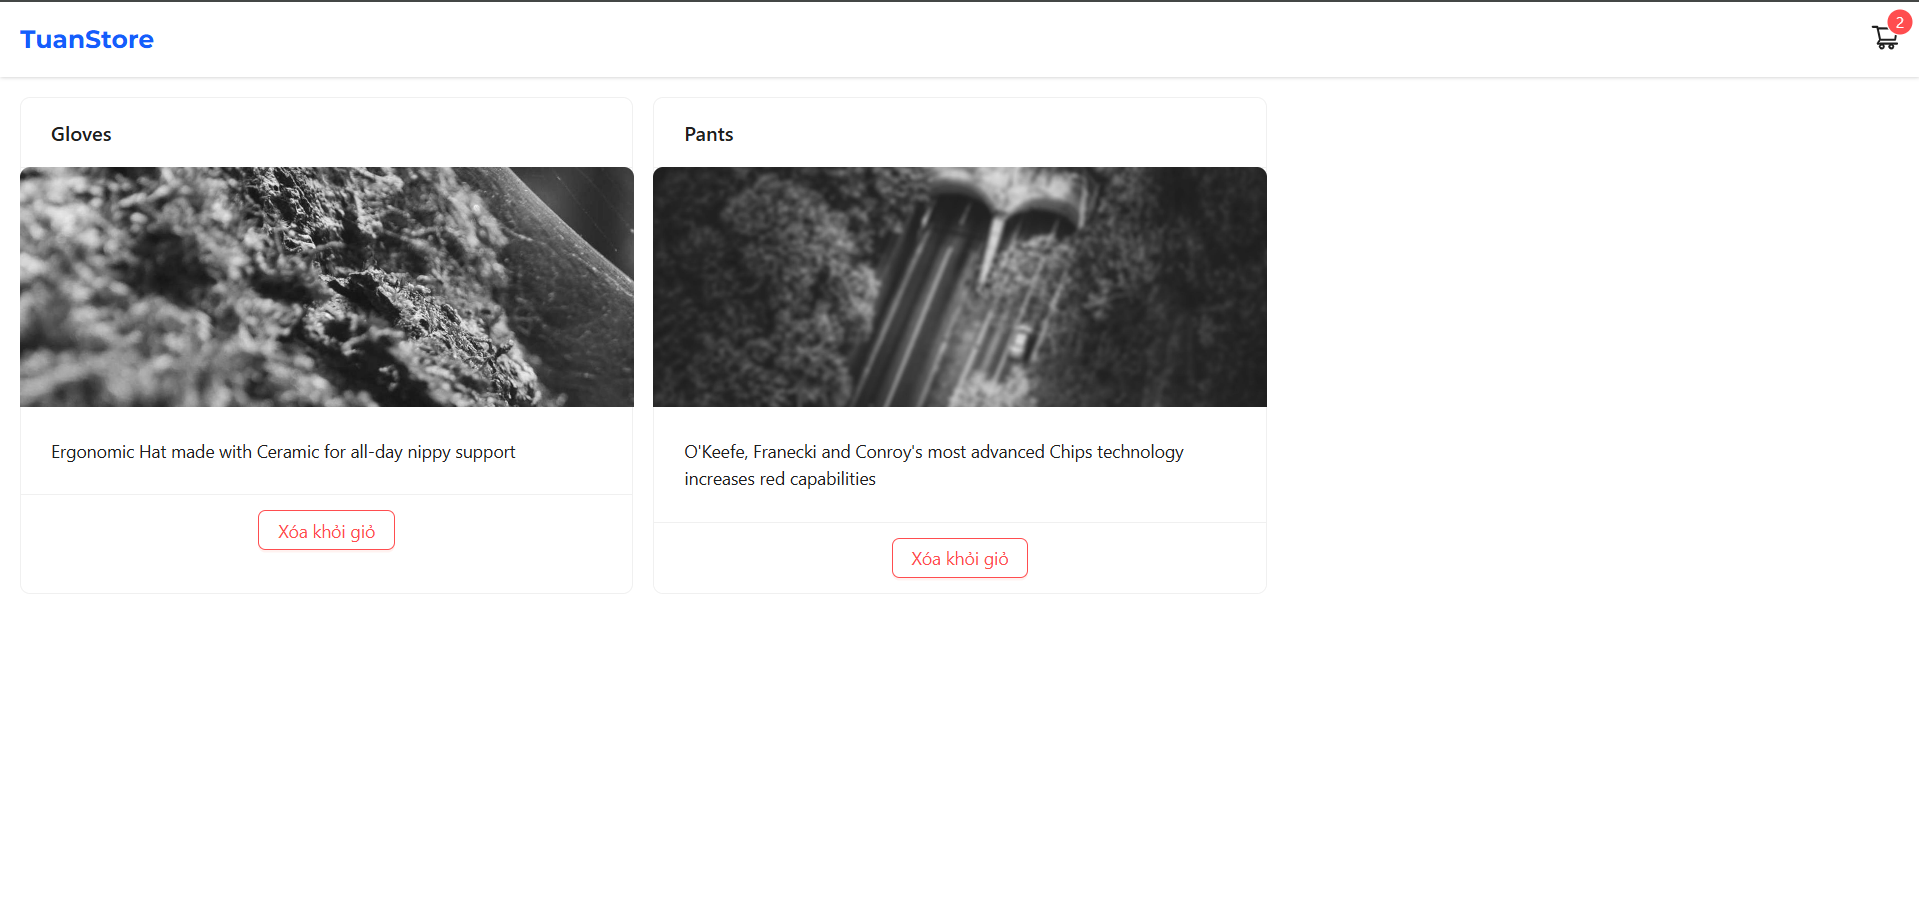 TuanStore
2
Gloves
Ergonomic Hat made with Ceramic for all-day nippy support
Xóa khỏi giỏ
Pants
O'Keefe, Franecki and Conroy's most advanced Chips technology
increases red capabilities
Xóa khỏi giỏ